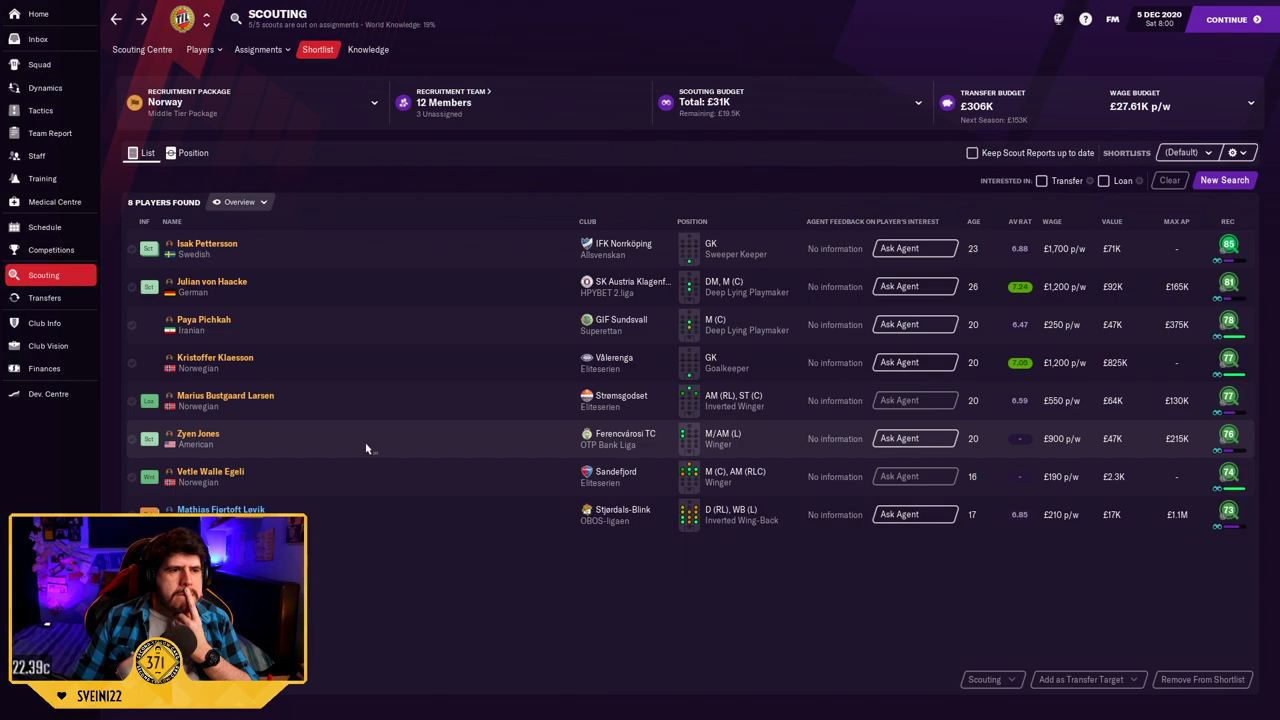 Home
SCOUTING
5/5 scouts are out on assignments • World Knowledge: 19%
FM
5 DEC 2020
Sat 8:00
CONTINUE
Inbox
Scouting Centre
Players
Assignments
Shortlist
Knowledge
Squad
Dynamics
Tactics
Team Report
Staff
Training
Medical Centre
Schedule
Competitions
Scouting
Transfers
Club Info
Club Vision
Finances
Dev. Centre
RECRUITMENT PACKAGE
Norway
Middle Tier Package
RECRUITMENT TEAM >
12 Members
3 Unassigned
SCOUTING BUDGET
Total: £31K
Remaining: £19.5K
TRANSFER BUDGET
£306K
Next Season: £153K
WAGE BUDGET
£27.61K p/w
List
Position
Keep Scout Reports up to date
SHORTLISTS
(Default)
INTERESTED IN:
Transfer
Loan
Clear
New Search
8 PLAYERS FOUND
Overview
INF NAME CLUB POSITION AGENT FEEDBACK ON PLAYER'S INTEREST AGE AV RAT WAGE VALUE MAX AP REC
Sct Isak Pettersson IFK Norrköping GK No information Ask Agent 23 6.88 £1,700 p/w £71K - 85
Swedish Allsvenskan Sweeper Keeper
Sct Julian von Haacke SK Austria Klagenf... DM, M (C) No information Ask Agent 26 7.24 £1,200 p/w £92K £165K 81
German HPYBET 2.liga Deep Lying Playmaker
Paya Pichkah GIF Sundsvall M (C) No information Ask Agent 20 6.47 £250 p/w £47K £375K 78
Iranian Superettan Deep Lying Playmaker
Kristoffer Klaesson Vålerenga GK No information Ask Agent 20 7.05 £1,200 p/w £825K - 77
Norwegian Eliteserien Goalkeeper
Loa Marius Bustgaard Larsen Strømsgodset AM (RL), ST (C) No information Ask Agent 20 6.59 £550 p/w £64K £130K 77
Norwegian Eliteserien Inverted Winger
Sct Zyen Jones Ferencvárosi TC M/AM (L) No information Ask Agent 20 - £900 p/w £47K £215K 76
American OTP Bank Liga Winger
Wnt Vetle Walle Egeli Sandefjord M (C), AM (RLC) No information Ask Agent 16 - £190 p/w £2.3K - 74
Norwegian Eliteserien Winger
Mathias Fjørtoft Løvik Stjørdals-Blink D (RL), WB (L) No information Ask Agent 17 6.85 £210 p/w £17K £1.1M 73
OBOS-ligaen Inverted Wing-Back
22.39c
371
SVEINI22
Scouting
Add as Transfer Target
Remove From Shortlist